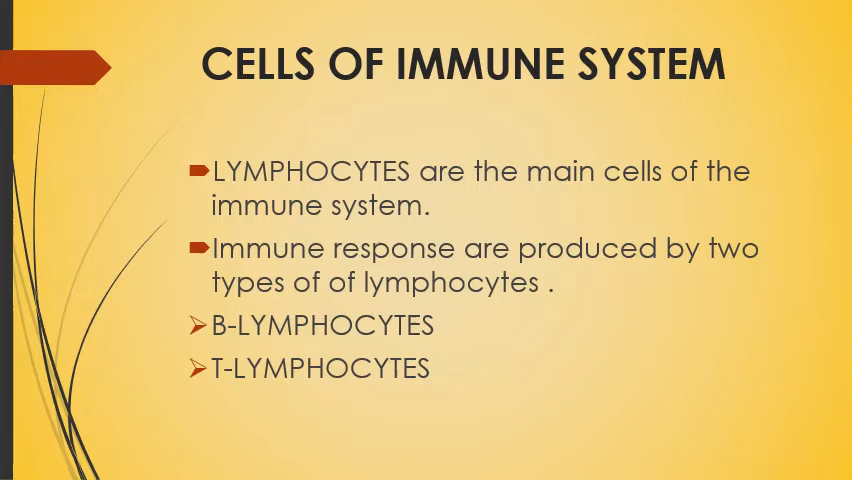 CELLS OF IMMUNE SYSTEM
LYMPHOCYTES are the main cells of the
immune system.
Immune response are produced by two
types of of lymphocytes .
B-LYMPHOCYTES
T-LYMPHOCYTES